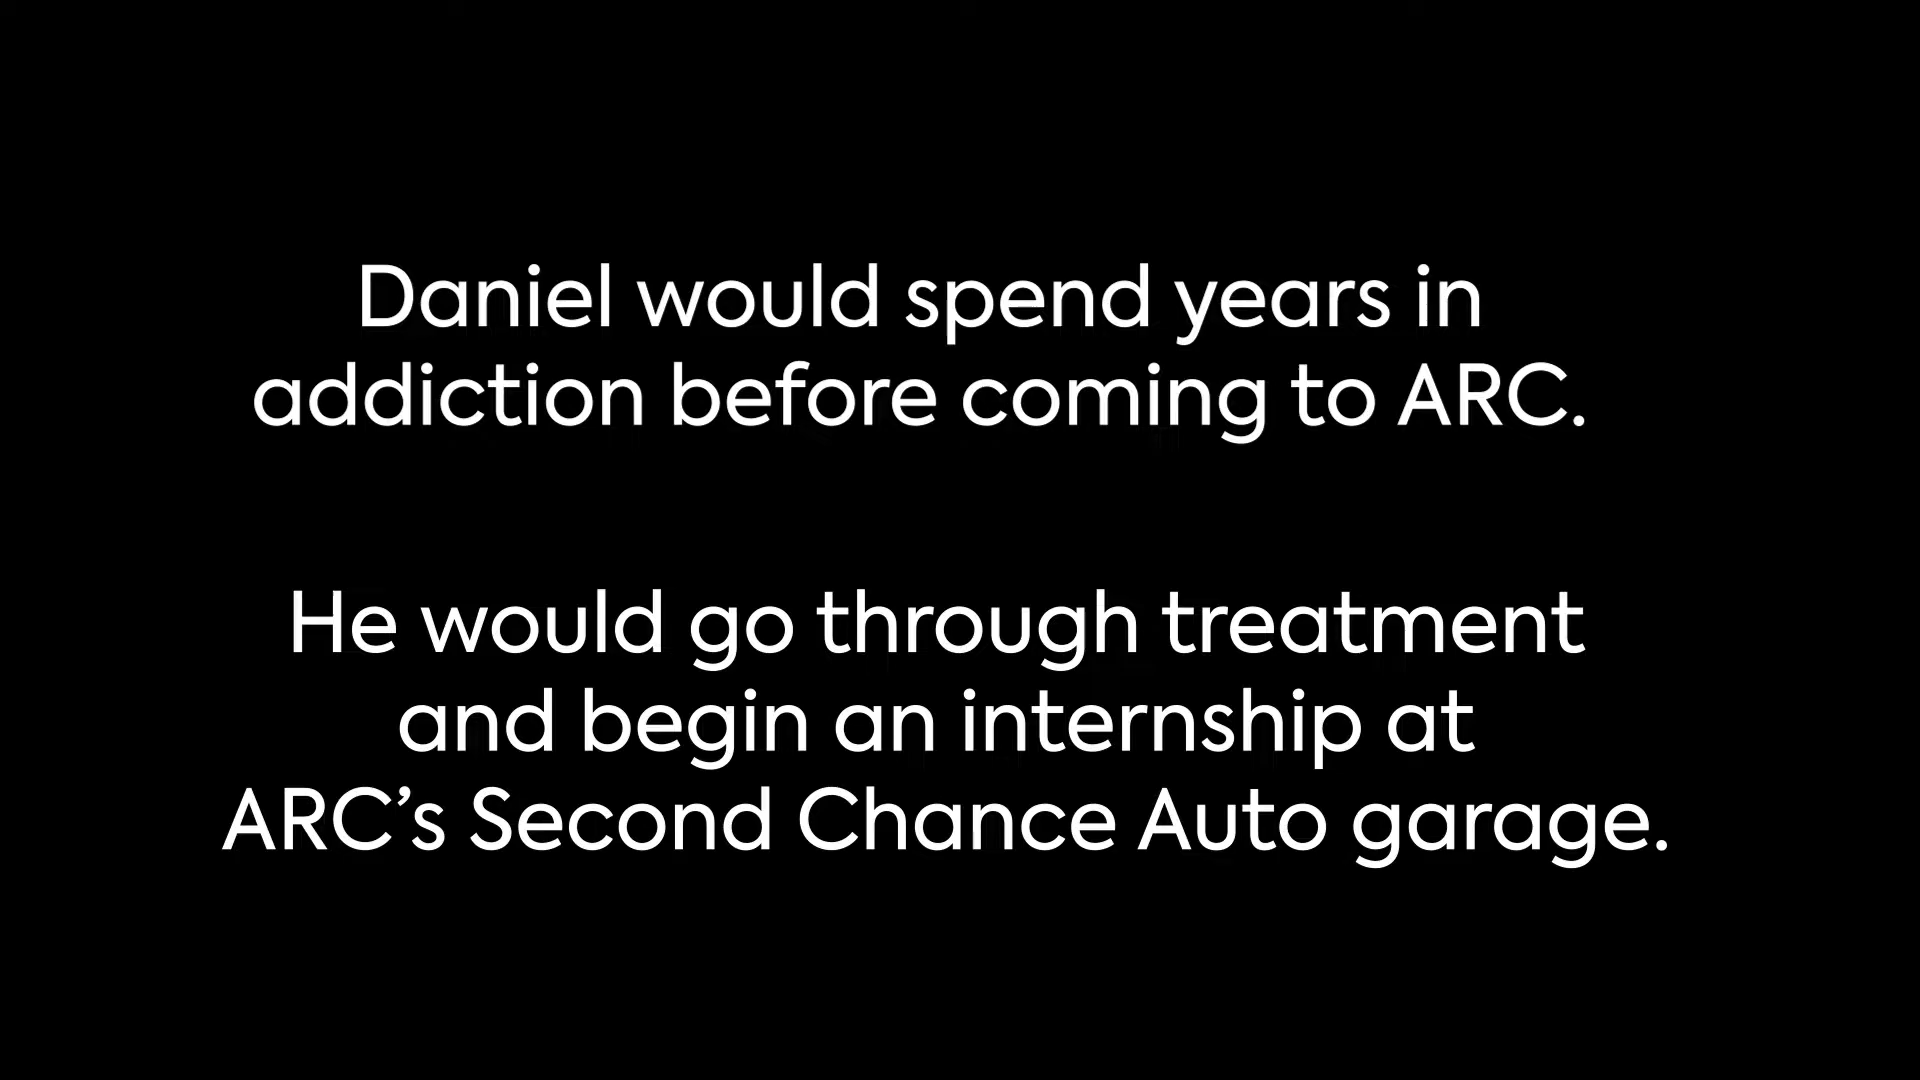 Daniel would spend years in
addiction before coming to ARC.
He would go through treatment
and begin an internship at
ARC’s Second Chance Auto garage.